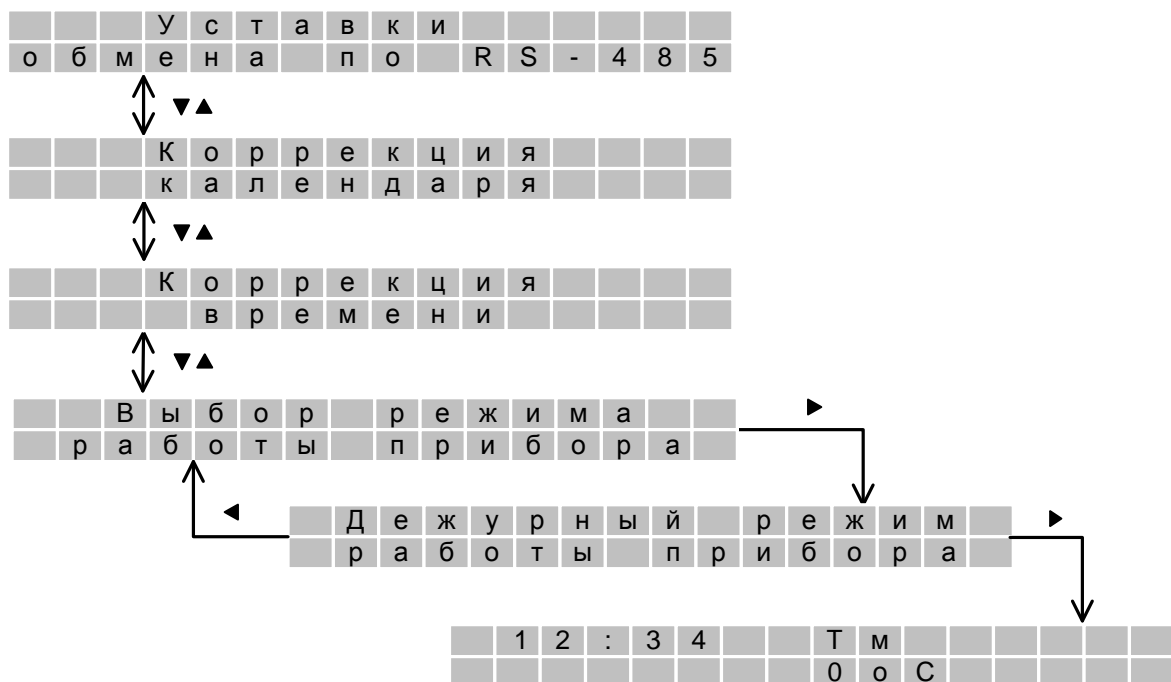 Уставки
обмена по RS-485
▼▲
Коррекция
календаря
▼▲
Коррекция
времени
▼▲
Выбор режима
работы прибора
►
◄
Дежурный режим
работы прибора
►
12:34 Тм
0оС